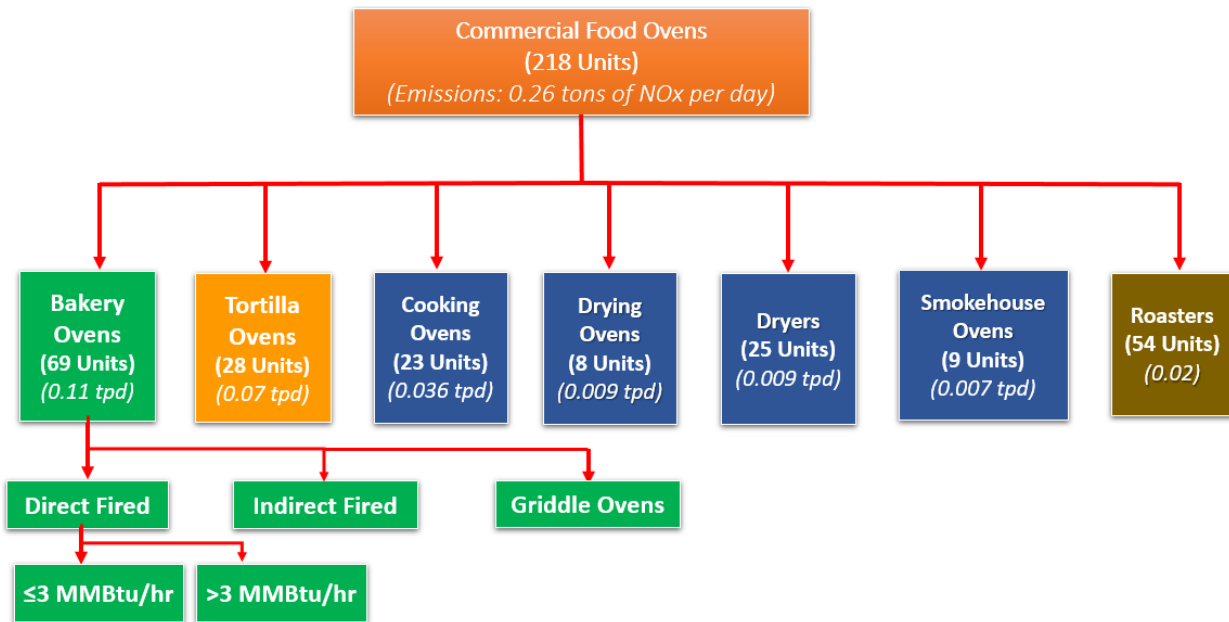 Commercial Food Ovens
(218 Units)
(Emissions: 0.26 tons of NOx per day)
Bakery
Ovens
(69 Units)
(0.11 tpd)
Tortilla
Ovens
(28 Units)
(0.07 tpd)
Cooking
Ovens
(23 Units)
(0.036 tpd)
Drying
Ovens
(8 Units)
(0.009 tpd)
Dryers
(25 Units)
(0.009 tpd)
Smokehouse
Ovens
(9 Units)
(0.007 tpd)
Roasters
(54 Units)
(0.02)
Direct Fired
Indirect Fired
Griddle Ovens
≤3 MMBtu/hr
>3 MMBtu/hr